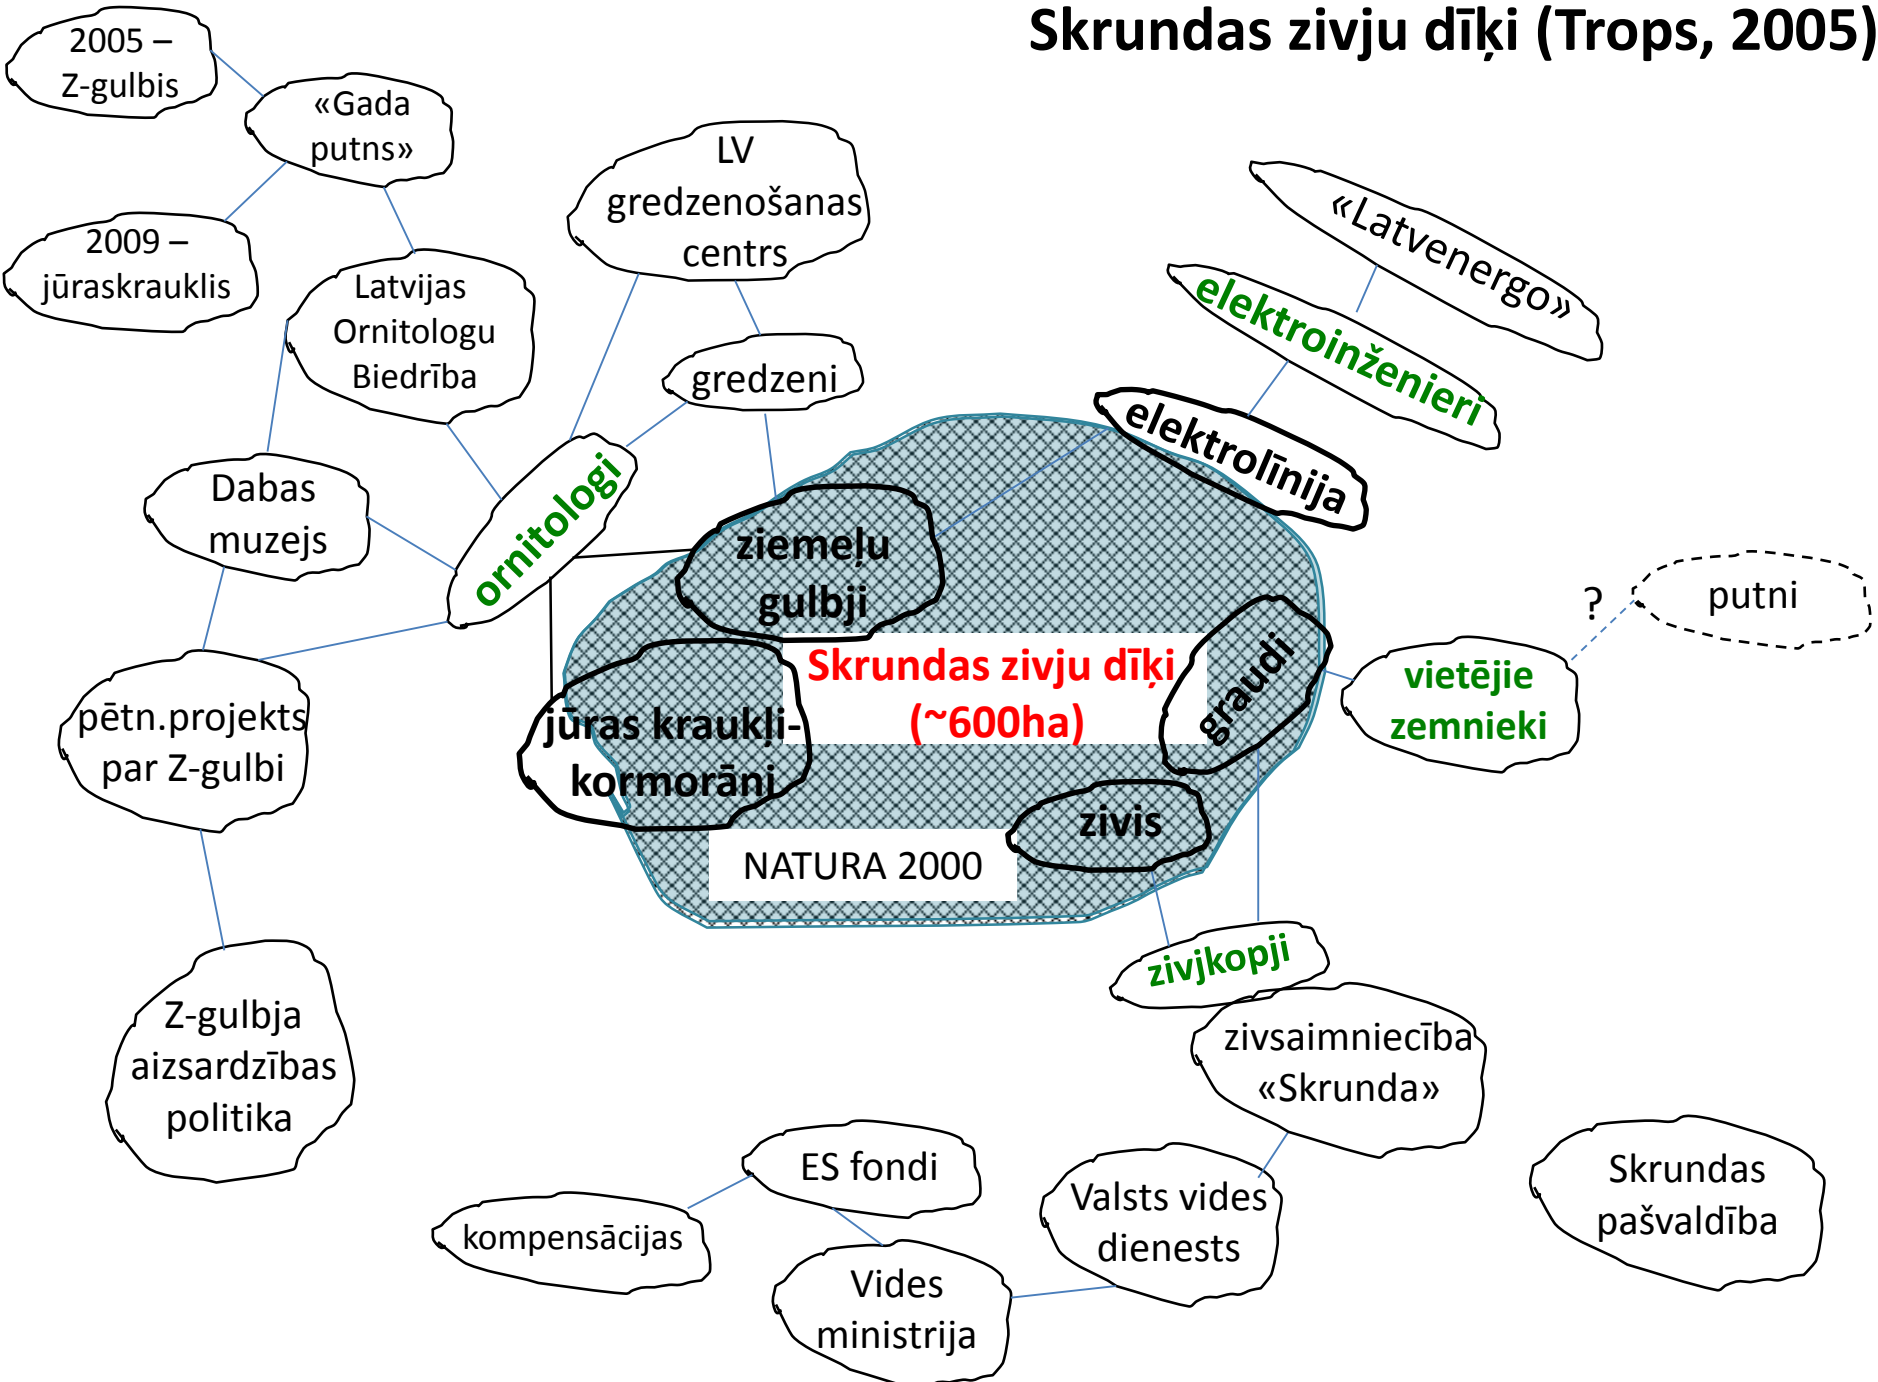 Skrundas zivju dīķi (Trops, 2005)
2005 –
Z-gulbis
«Gada
putns»
2009 –
jūraskrauklis
Latvijas
Ornitologu
Biedrība
LV
gredzenošanas
centrs
gredzeni
«Latvenergo»
elektroinženieri
elektrolīnija
Dabas
muzejs
ornitologi
ziemeļu
gulbji
pētn.projekts
par Z-gulbi
jūras kraukļi-
kormorāni
Skrundas zivju dīķi
(~600ha)
graudi
?
putni
vietējie
zemnieki
zivis
NATURA 2000
zivjkopji
Z-gulbja
aizsardzības
politika
zivsaimniecība
«Skrunda»
ES fondi
kompensācijas
Vides
ministrija
Valsts vides
dienests
Skrundas
pašvaldība